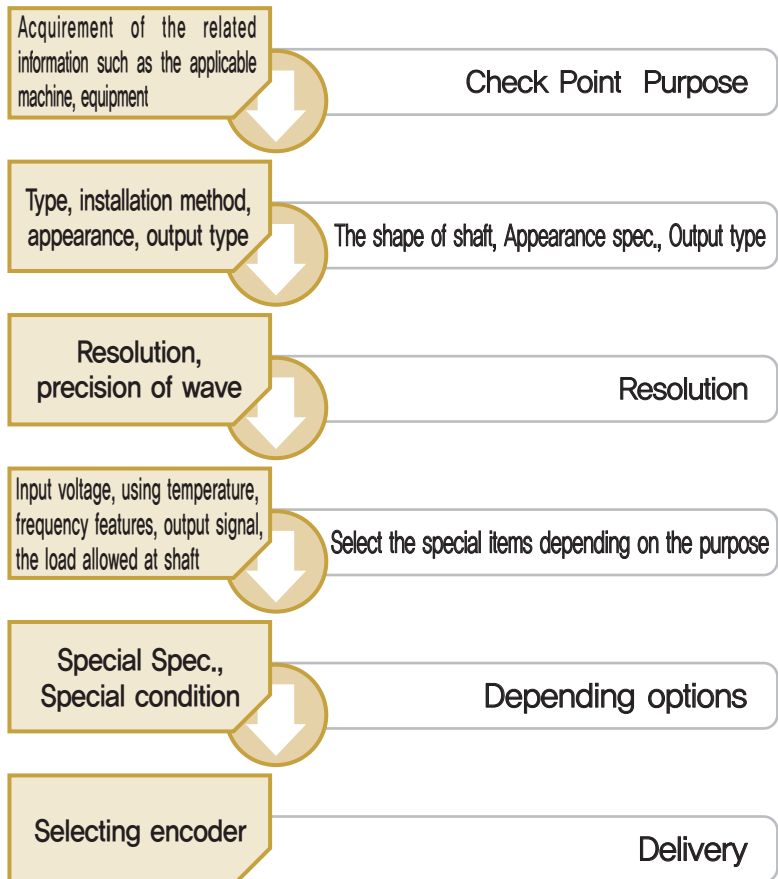 Acquirement of the related
information such as the applicable
machine, equipment
Check Point Purpose
Type, installation method,
appearance, output type
The shape of shaft, Appearance spec., Output type
Resolution,
precision of wave
Resolution
Input voltage, using temperature,
frequency features, output signal,
the load allowed at shaft
Select the special items depending on the purpose
Special Spec.,
Special condition
Depending options
Selecting encoder
Delivery